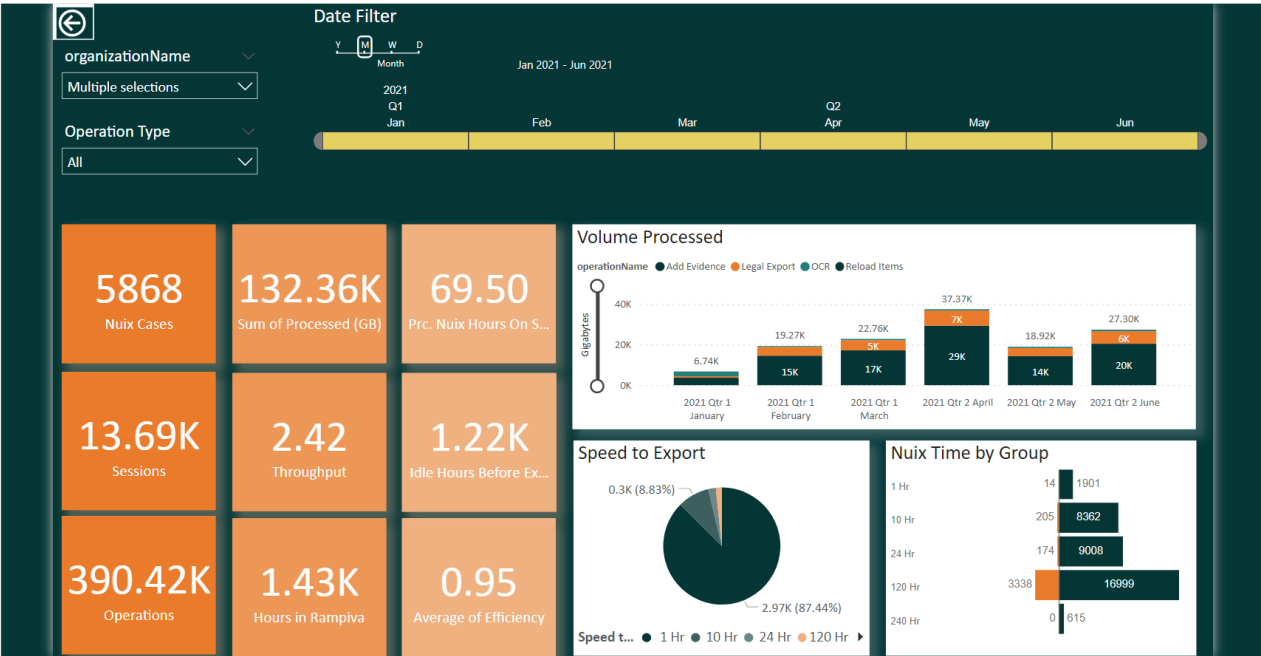 Date Filter
organizationName
Multiple selections
Operation Type
All
Y M W D
Month
Jan 2021 - Jun 2021
2021
Q1 Q2
Jan Feb Mar Apr May Jun
5868
Nuix Cases
132.36K
Sum of Processed (GB)
69.50
Prc. Nuix Hours On S...
13.69K
Sessions
2.42
Throughput
1.22K
Idle Hours Before Ex...
390.42K
Operations
1.43K
Hours in Rampiva
0.95
Average of Efficiency
Volume Processed
operationName Add Evidence Legal Export OCR Reload Items
Gigabytes
40K
20K
0K
6.74K
19.27K
15K
22.76K
5K
17K
37.37K
7K
29K
18.92K
14K
27.30K
6K
20K
2021 Qtr 1
January
2021 Qtr 1
February
2021 Qtr 1
March
2021 Qtr 2 April
2021 Qtr 2 May
2021 Qtr 2 June
Speed to Export
0.3K (8.83%)
2.97K (87.44%)
Speed t... 1 Hr 10 Hr 24 Hr 120 Hr
Nuix Time by Group
1 Hr 14 1901
10 Hr 205 8362
24 Hr 174 9008
120 Hr 3338 16999
240 Hr 0 615